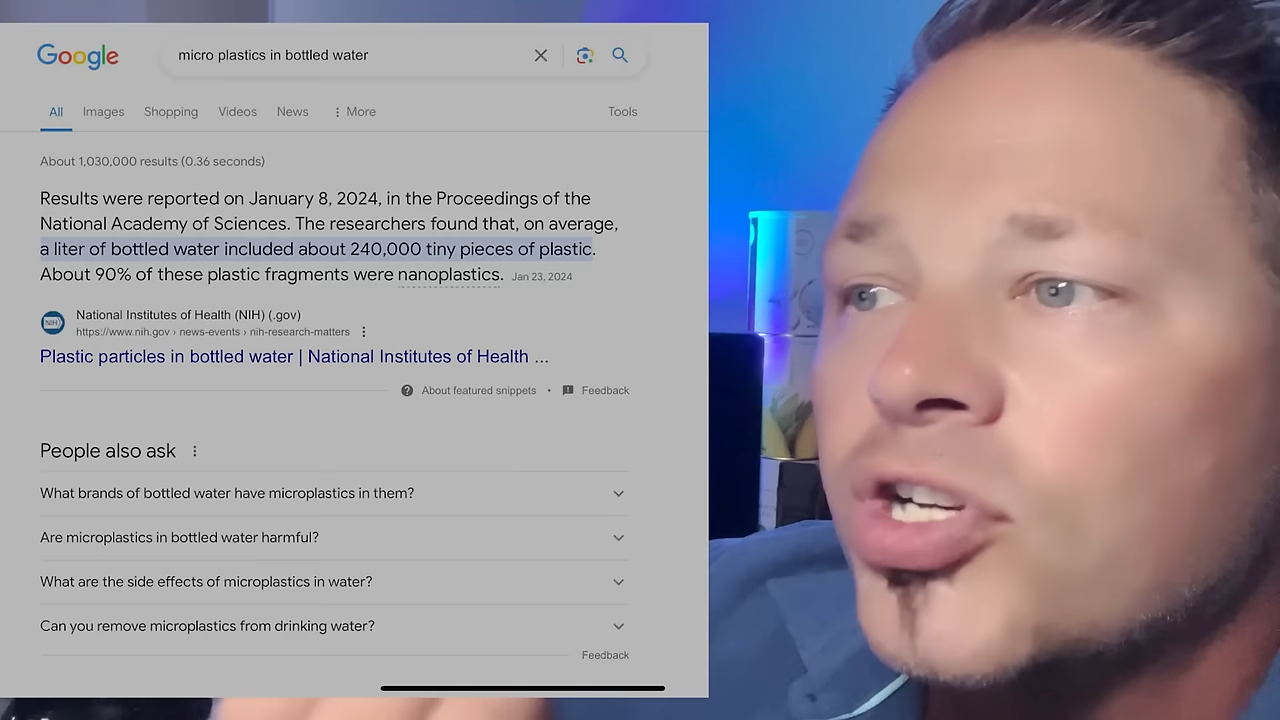 Google
micro plastics in bottled water
All Images Shopping Videos News More Tools
About 1,030,000 results (0.36 seconds)
Results were reported on January 8, 2024, in the Proceedings of the
National Academy of Sciences. The researchers found that, on average,
a liter of bottled water included about 240,000 tiny pieces of plastic.
About 90% of these plastic fragments were nanoplastics. Jan 23, 2024
NIH
National Institutes of Health (NIH) (.gov)
https://www.nih.gov › news-events › nih-research-matters
Plastic particles in bottled water | National Institutes of Health ...
About featured snippets • Feedback
People also ask
What brands of bottled water have microplastics in them?
Are microplastics in bottled water harmful?
What are the side effects of microplastics in water?
Can you remove microplastics from drinking water?
Feedback